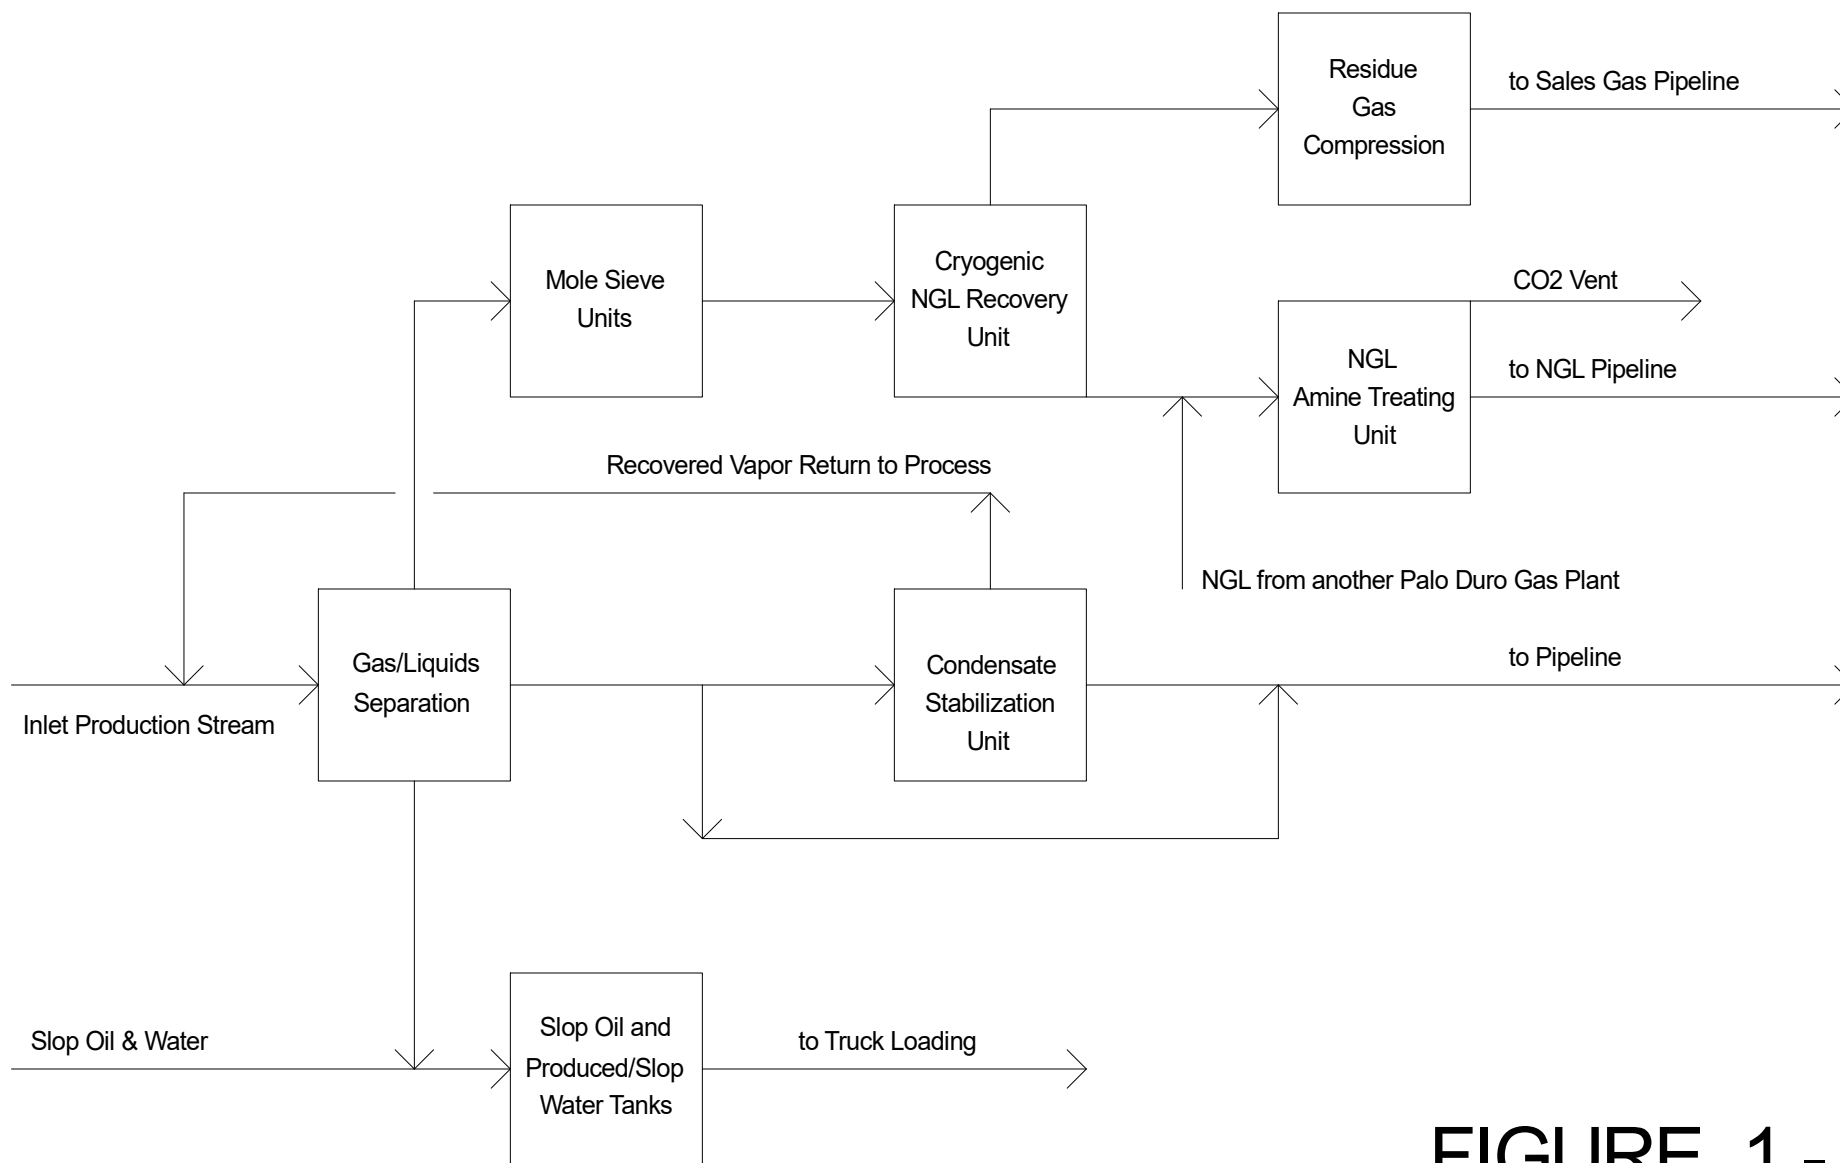 Residue
Gas
Compression
to Sales Gas Pipeline
Mole Sieve
Units
Cryogenic
NGL Recovery
Unit
CO2 Vent
NGL
Amine Treating
Unit
to NGL Pipeline
Recovered Vapor Return to Process
NGL from another Palo Duro Gas Plant
Gas/Liquids
Separation
Condensate
Stabilization
Unit
to Pipeline
Inlet Production Stream
Slop Oil & Water
Slop Oil and
Produced/Slop
Water Tanks
to Truck Loading
FIGURE 1 -